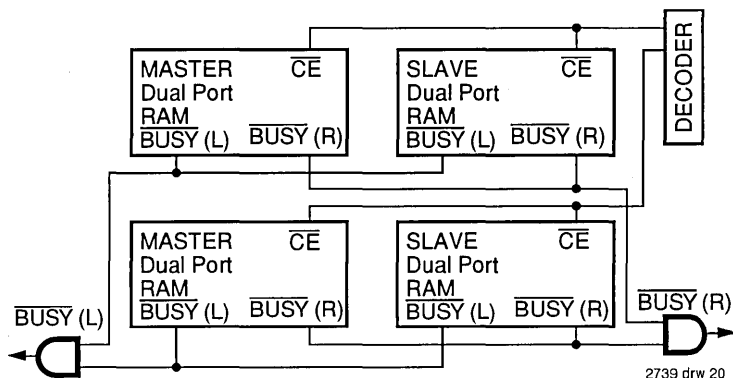 MASTER CE
Dual Port
RAM
BUSY (L) BUSY (R)
SLAVE CE
Dual Port
RAM
BUSY (L) BUSY (R)
DECODER
MASTER CE
Dual Port
RAM
BUSY (L) BUSY (R)
SLAVE CE
Dual Port
RAM
BUSY (L) BUSY (R)
BUSY (L)
BUSY (R)
2739 drw 20